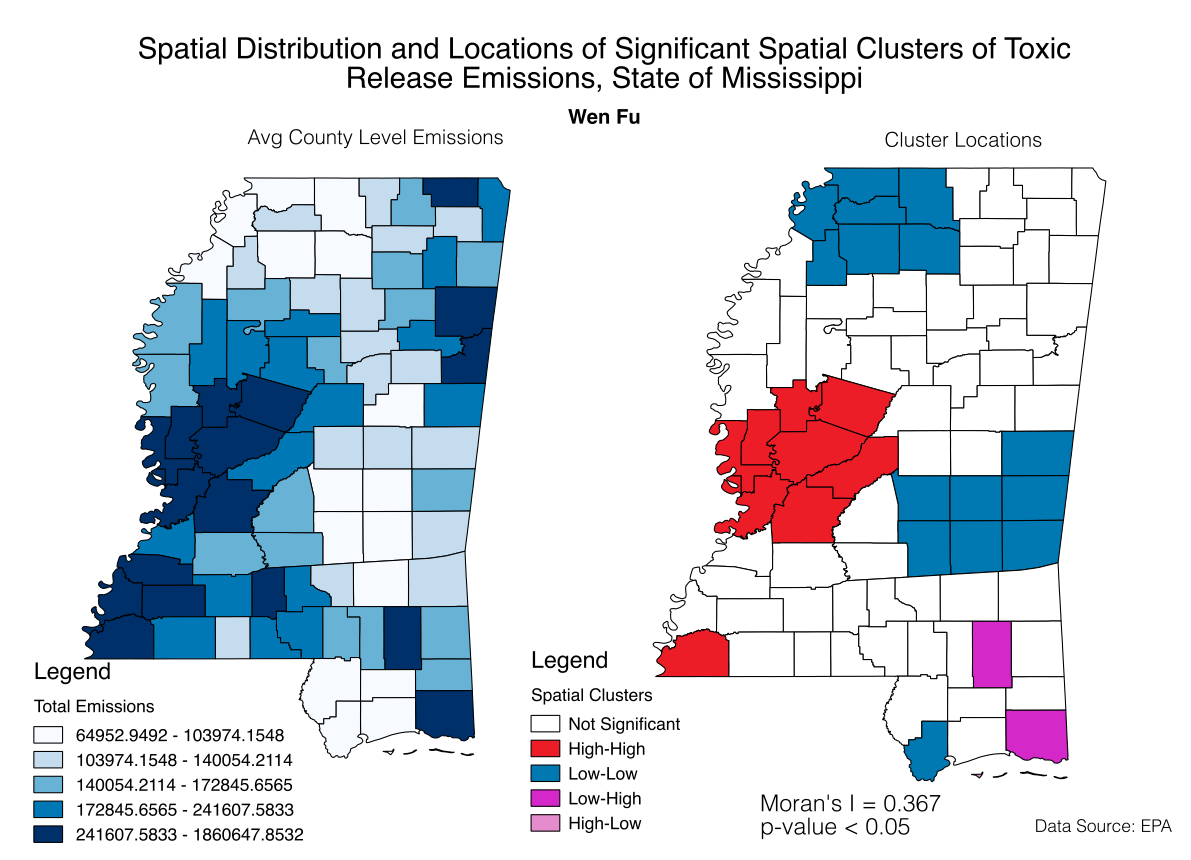 Spatial Distribution and Locations of Significant Spatial Clusters of Toxic
Release Emissions, State of Mississippi
Wen Fu
Avg County Level Emissions
Cluster Locations
Legend
Total Emissions
64952.9492 - 103974.1548
103974.1548 - 140054.2114
140054.2114 - 172845.6565
172845.6565 - 241607.5833
241607.5833 - 1860647.8532
Legend
Spatial Clusters
Not Significant
High-High
Low-Low
Low-High
High-Low
Moran's I = 0.367
p-value < 0.05
Data Source: EPA